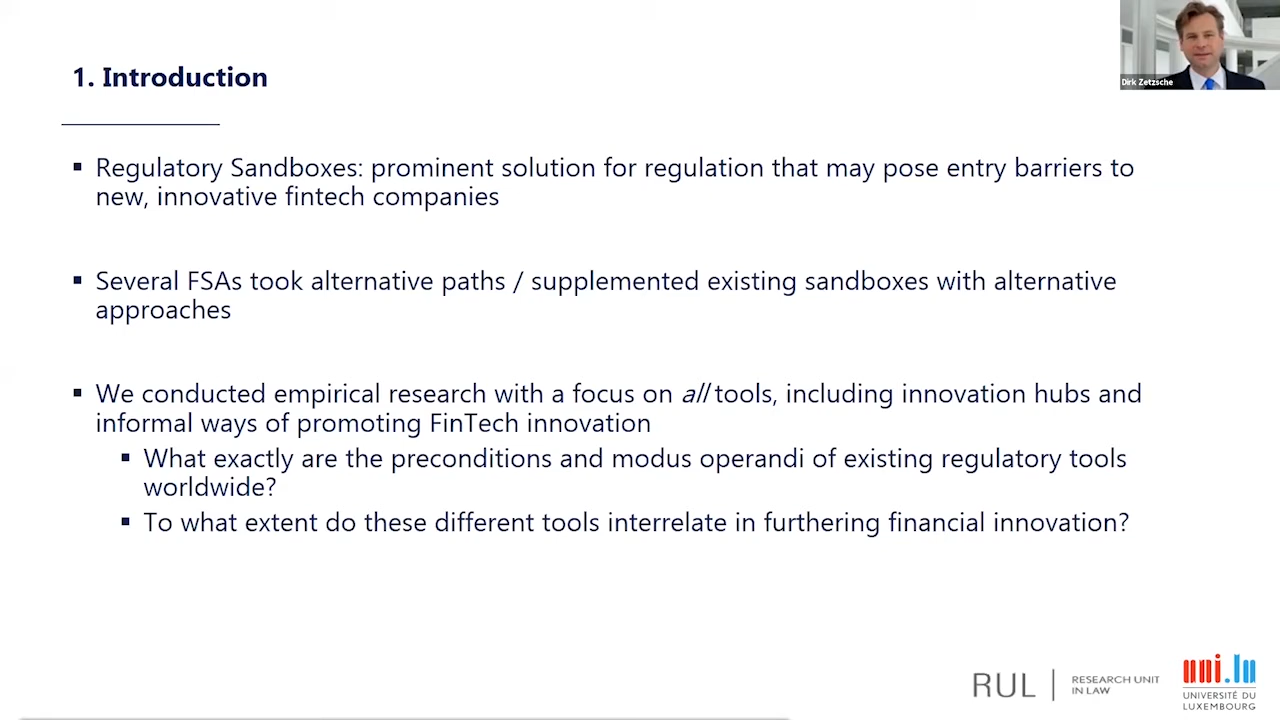 1. Introduction
Dirk Zetzsche
▪ Regulatory Sandboxes: prominent solution for regulation that may pose entry barriers to
new, innovative fintech companies
▪ Several FSAs took alternative paths / supplemented existing sandboxes with alternative
approaches
▪ We conducted empirical research with a focus on all tools, including innovation hubs and
informal ways of promoting FinTech innovation
▪ What exactly are the preconditions and modus operandi of existing regulatory tools
worldwide?
▪ To what extent do these different tools interrelate in furthering financial innovation?
RUL
RESEARCH UNIT
IN LAW
uni.lu
UNIVERSITÉ DU
LUXEMBOURG